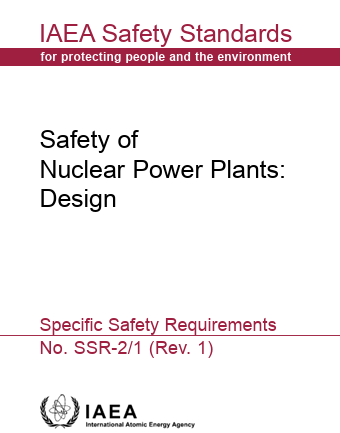 IAEA Safety Standards
for protecting people and the environment
Safety of
Nuclear Power Plants:
Design
Specific Safety Requirements
No. SSR-2/1 (Rev. 1)
IAEA
International Atomic Energy Agency